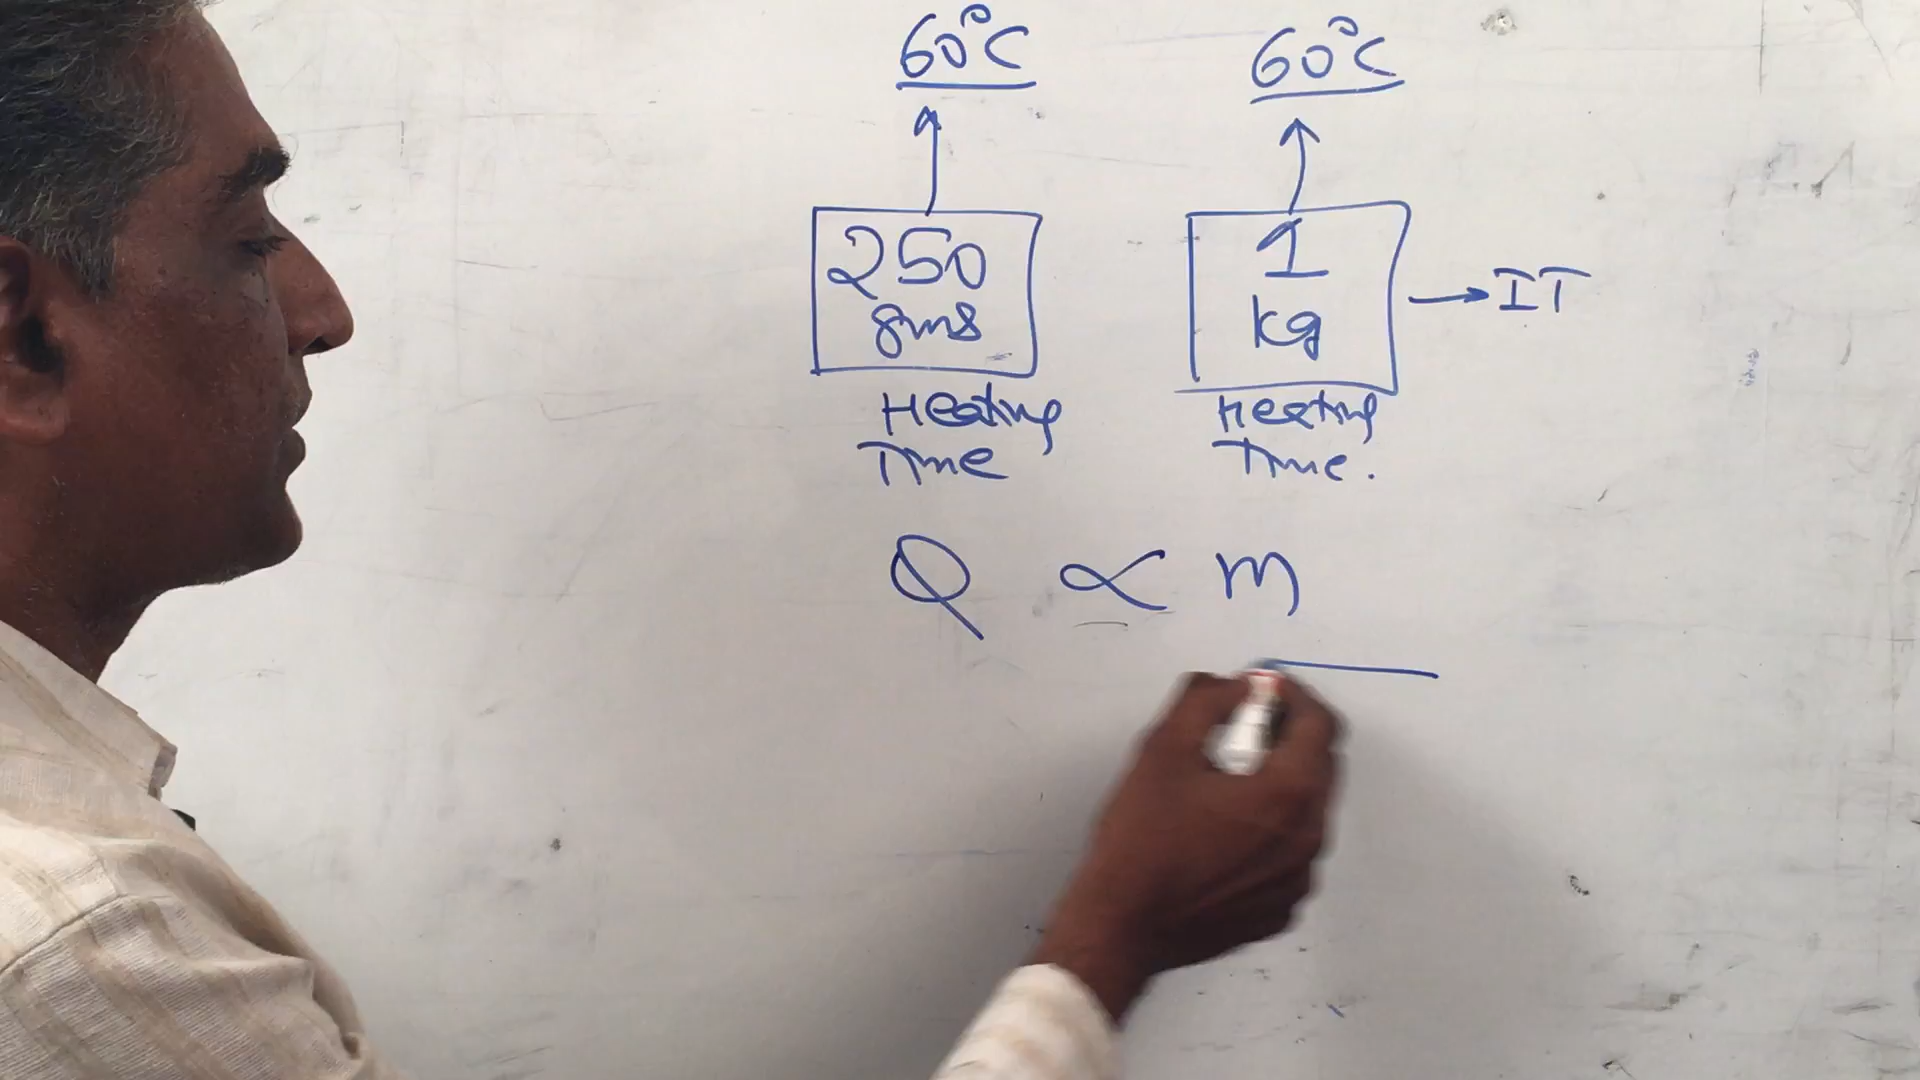 60°C 60°C
250 gms
1 kg → IT
Heating Time
Heating Time.
Q ∝ m